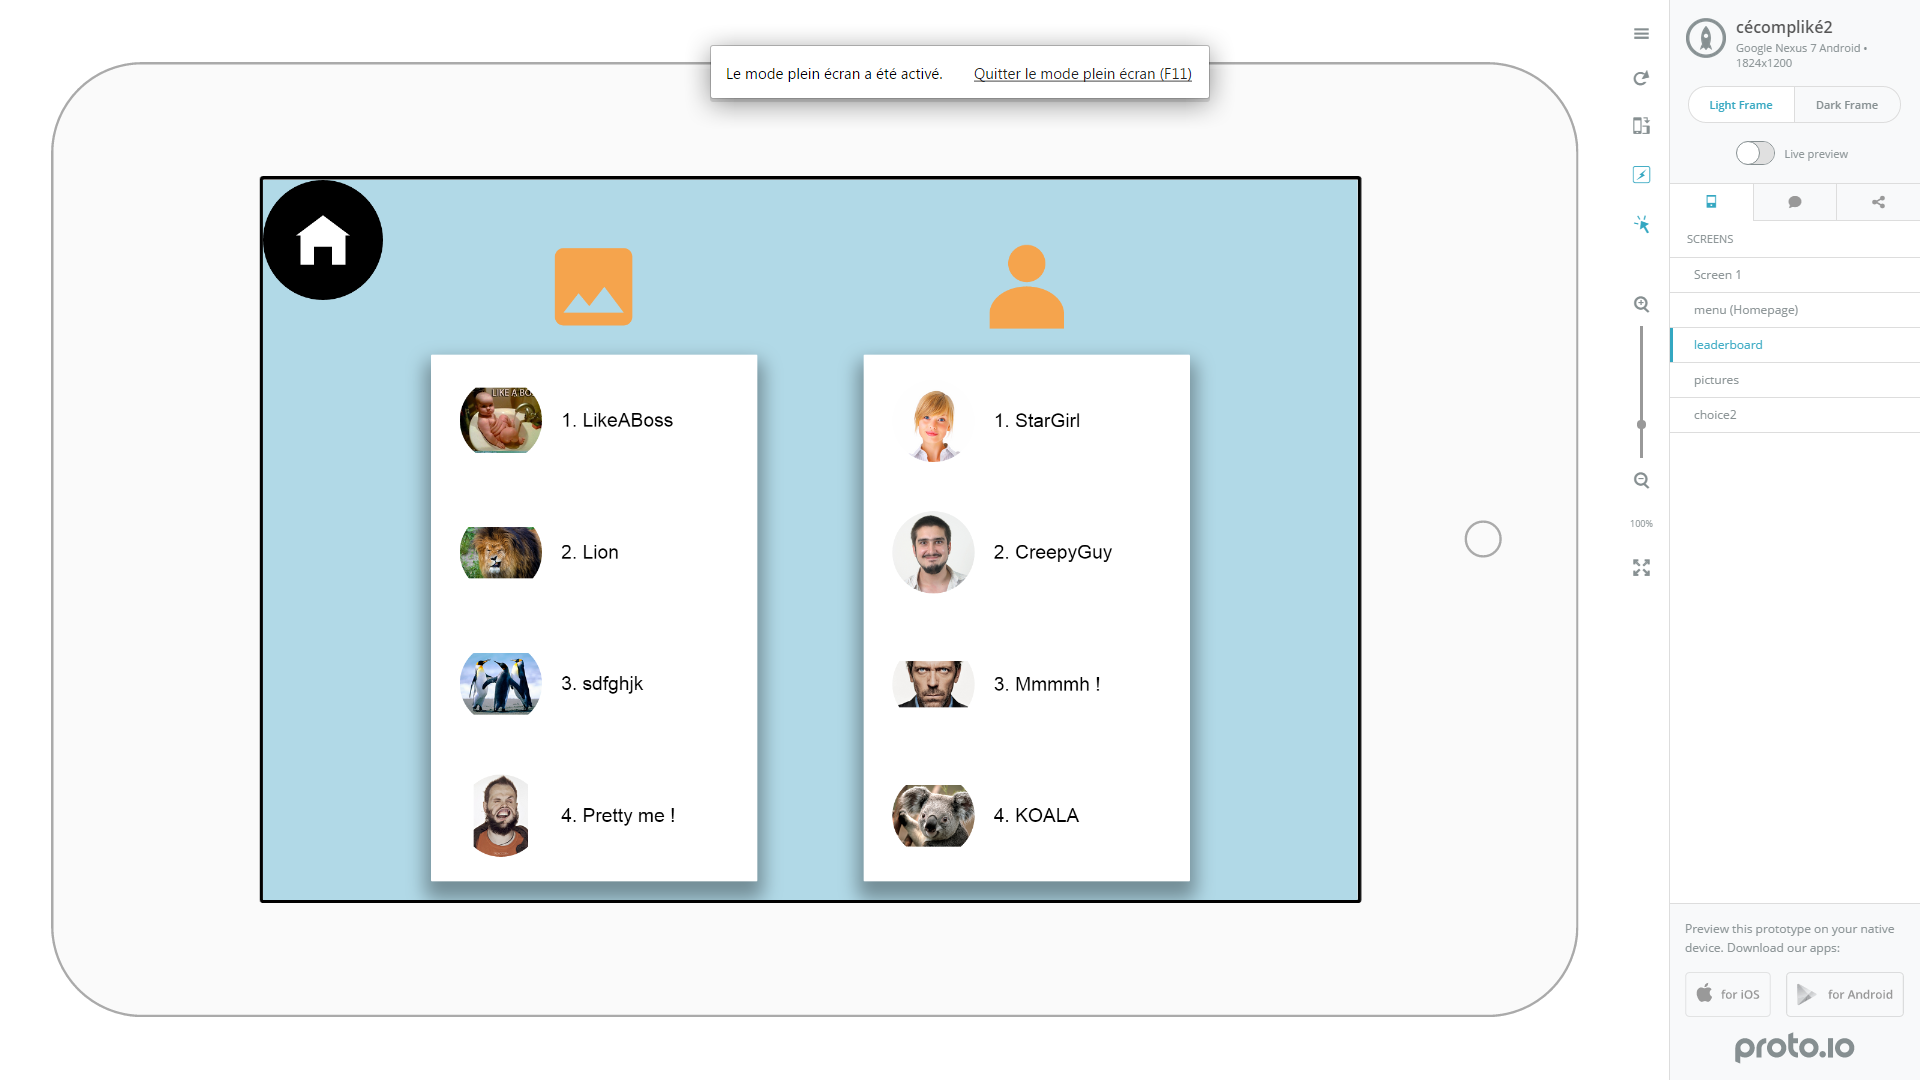 Le mode plein écran a été activé. Quitter le mode plein écran (F11)
LIKE A BO
1. LikeABoss
2. Lion
3. sdfghjk
4. Pretty me !
1. StarGirl
2. CreepyGuy
3. Mmmmh !
4. KOALA
100%
cécompliké2
Google Nexus 7 Android •
1824x1200
Light Frame
Dark Frame
Live preview
SCREENS
Screen 1
menu (Homepage)
leaderboard
pictures
choice2
Preview this prototype on your native
device. Download our apps:
for iOS
for Android
proto.io